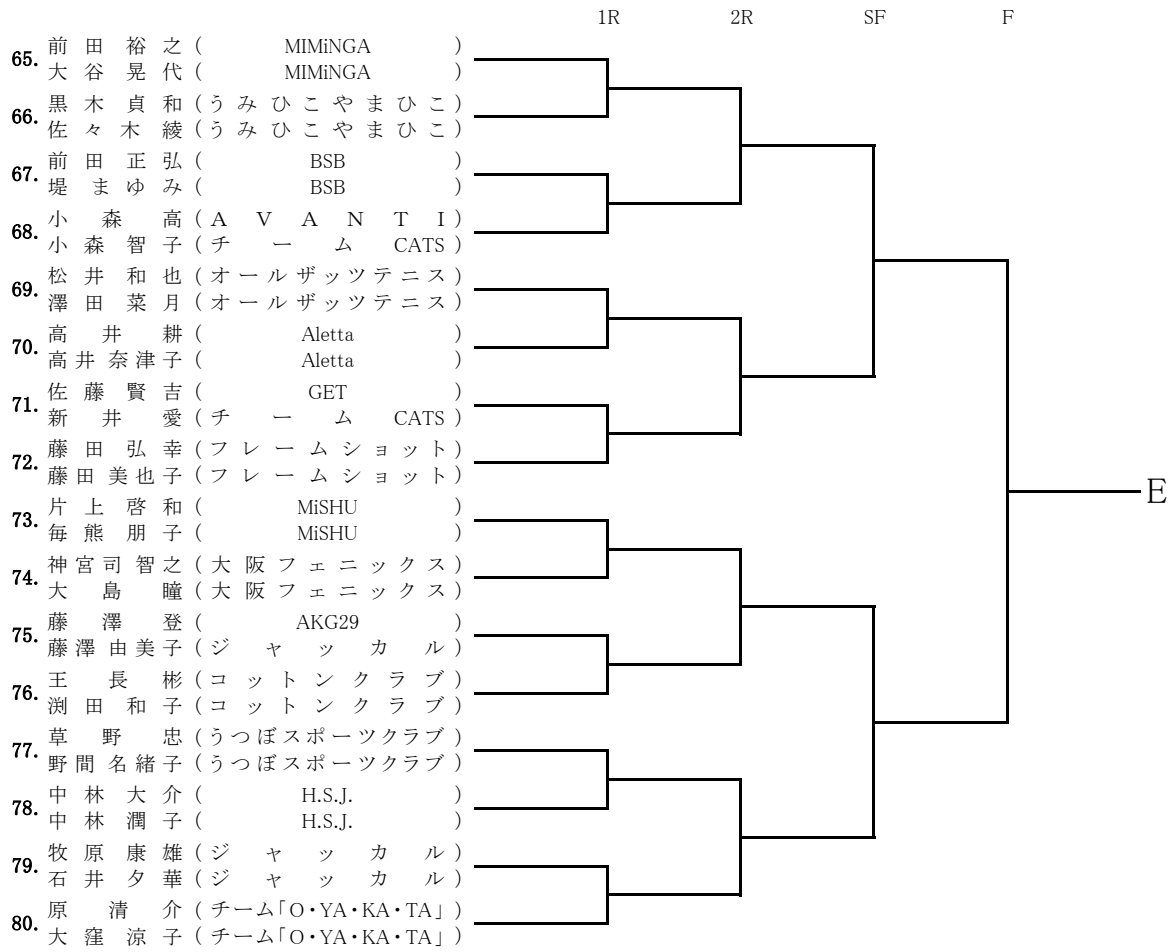 1R 2R SF F
65. 前田裕之 ( MIMiNGA )
大谷晃代 ( MIMiNGA )
66. 黒木貞和 (うみひこやまひこ)
佐々木綾 (うみひこやまひこ)
67. 前田正弘 ( BSB )
堤まゆみ ( BSB )
68. 小森高 (AVANTI)
小森智子 (チームCATS)
69. 松井和也 (オールザッツテニス)
澤田菜月 (オールザッツテニス)
70. 高井耕 ( Aletta )
高井奈津子 ( Aletta )
71. 佐藤賢吉 ( GET )
新井愛 (チームCATS)
72. 藤田弘幸 (フレームショット)
藤田美也子 (フレームショット)
73. 片上啓和 ( MiSHU )
毎熊朋子 ( MiSHU )
E
74. 神宮司智之 (大阪フェニックス)
大島瞳 (大阪フェニックス)
75. 藤澤登 ( AKG29 )
藤澤由美子 (ジャッカル)
76. 王長彬 (コットンクラブ)
渕田和子 (コットンクラブ)
77. 草野忠 (うつぼスポーツクラブ)
野間名緒子 (うつぼスポーツクラブ)
78. 中林大介 ( H.S.J. )
中林潤子 ( H.S.J. )
79. 牧原康雄 (ジャッカル)
石井夕華 (ジャッカル)
80. 原清介 (チーム「O・YA・KA・TA」)
大窪涼子 (チーム「O・YA・KA・TA」)